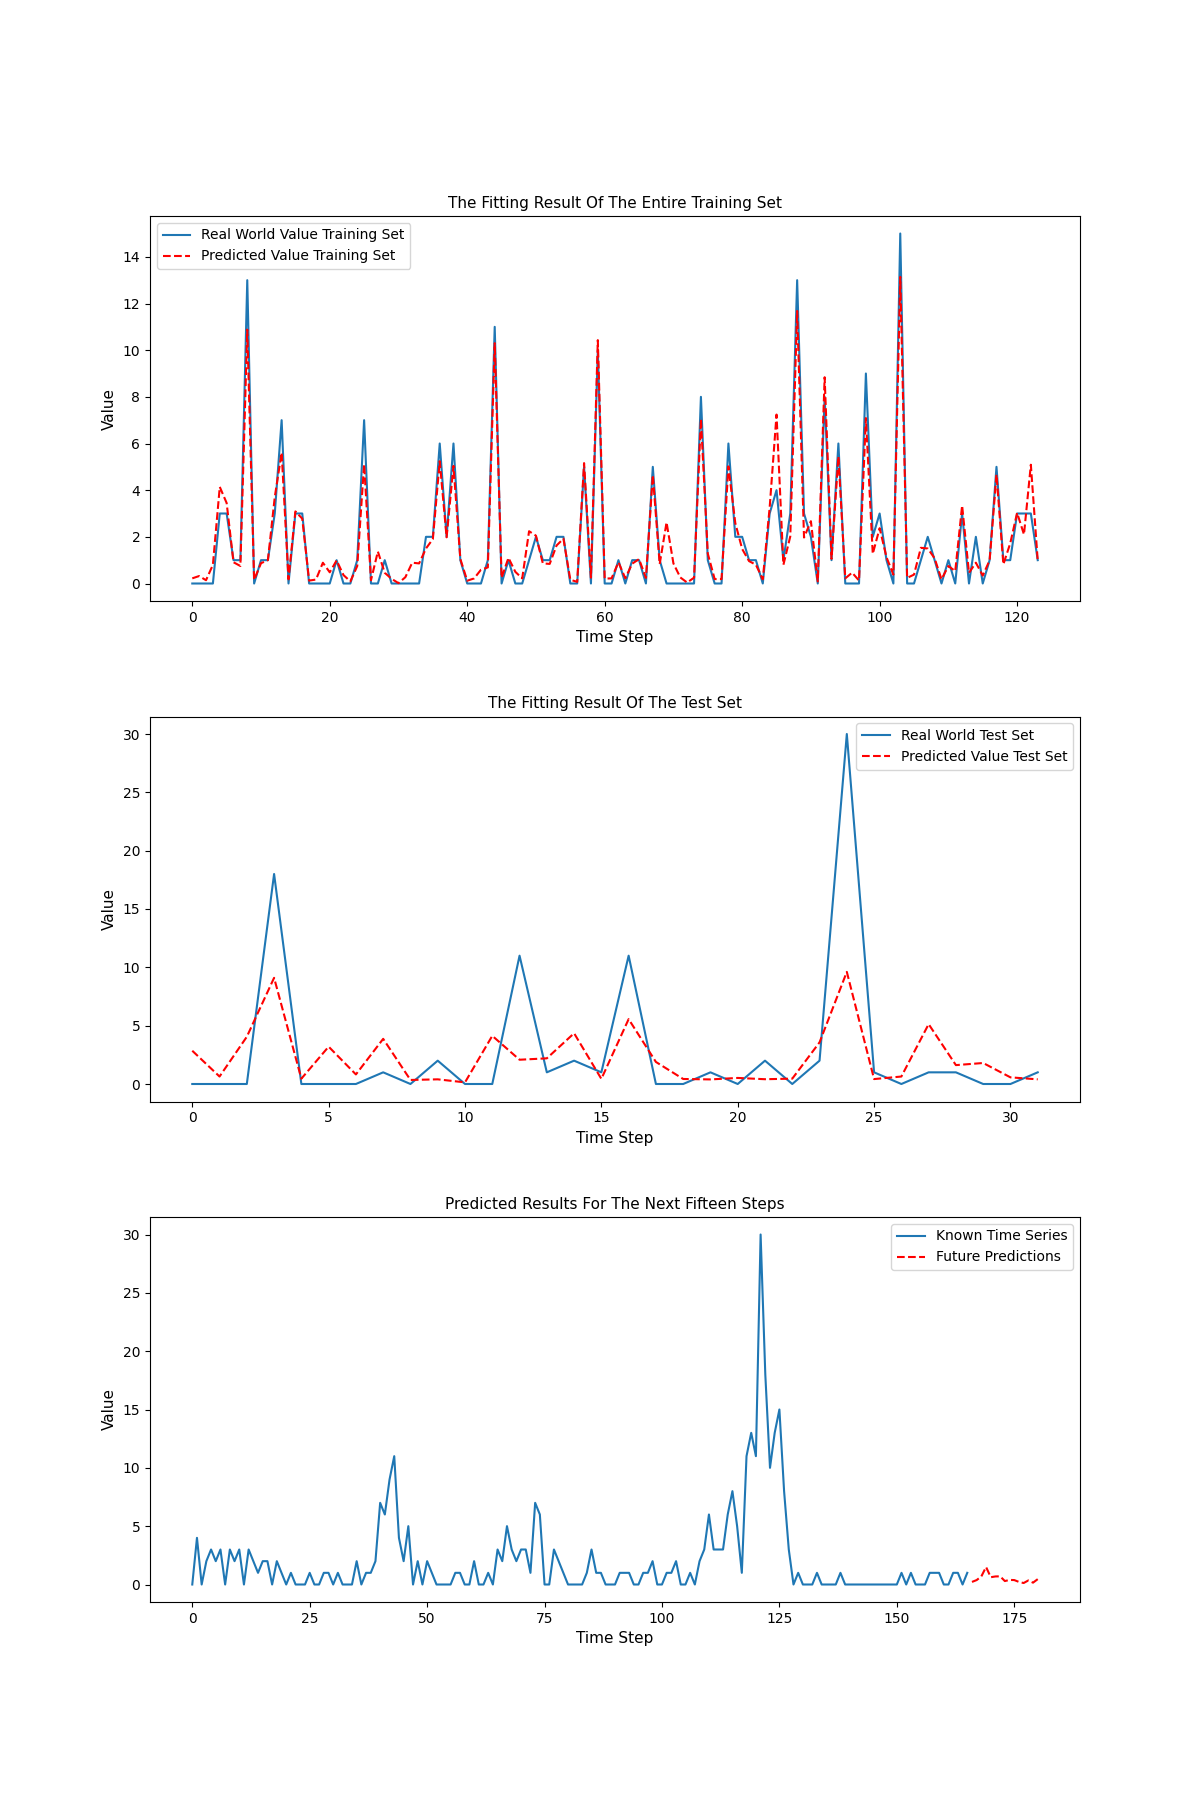 The Fitting Result Of The Entire Training Set
Real World Value Training Set
Predicted Value Training Set
Value
14
12
10
8
6
4
2
0
0 20 40 60 80 100 120
Time Step
The Fitting Result Of The Test Set
Real World Test Set
Predicted Value Test Set
Value
30
25
20
15
10
5
0
0 5 10 15 20 25 30
Time Step
Predicted Results For The Next Fifteen Steps
Known Time Series
Future Predictions
Value
30
25
20
15
10
5
0
0 25 50 75 100 125 150 175
Time Step